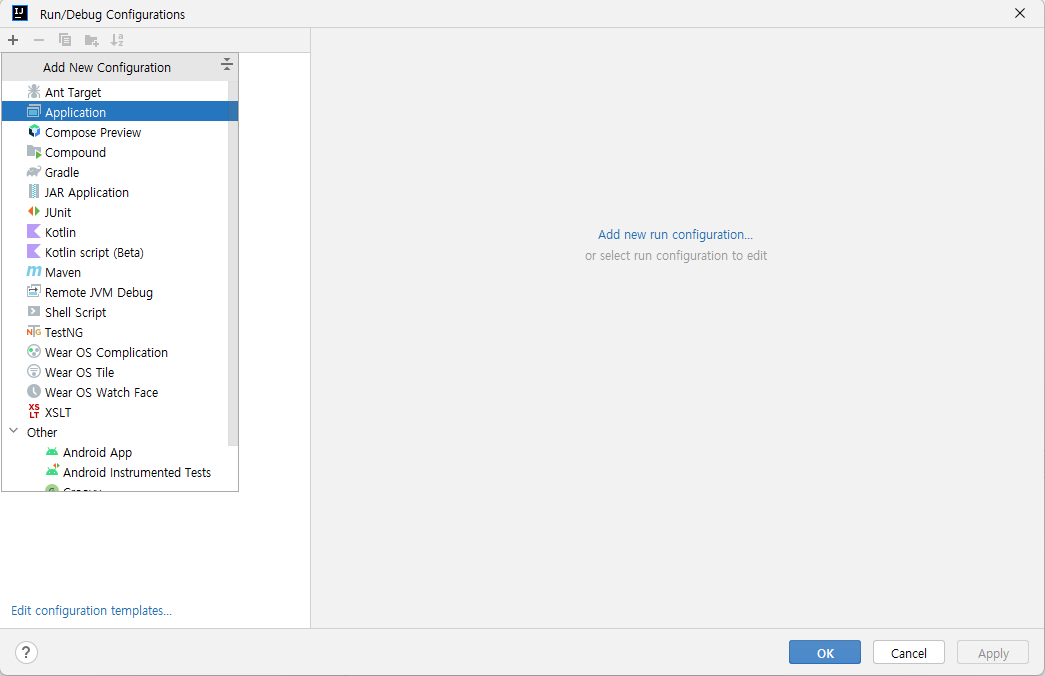 Run/Debug Configurations
Add New Configuration
Ant Target
Application
Compose Preview
Compound
Gradle
JAR Application
JUnit
Kotlin
Kotlin script (Beta)
Maven
Remote JVM Debug
Shell Script
TestNG
Wear OS Complication
Wear OS Tile
Wear OS Watch Face
XSLT
Other
Android App
Android Instrumented Tests
Add new run configuration...
or select run configuration to edit
Edit configuration templates...
?
OK
Cancel
Apply